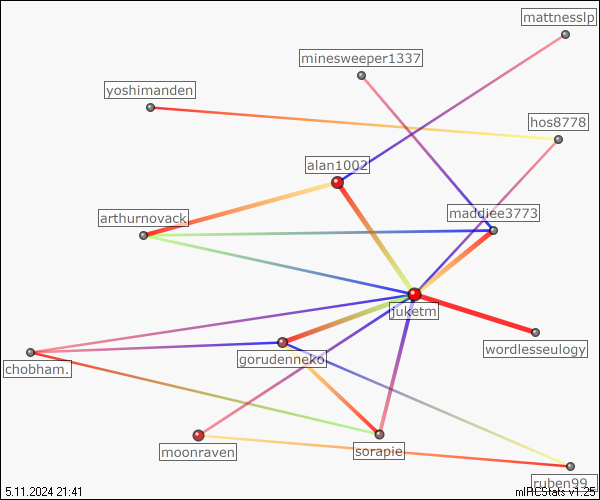 mattnesslp
minesweeper1337
yoshimanden
hos8778
alan1002
maddiee3773
arthurnovack
juketm
wordlesseulogy
gorudenneko
chobham.
sorapie
moonraven
ruben99_
5.11.2024 21:41
mIRCStats v1.25